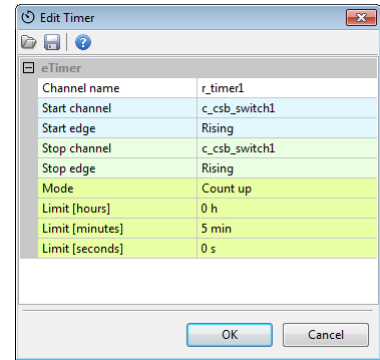 Edit Timer
eTimer
Channel name r_timer1
Start channel c_csb_switch1
Start edge Rising
Stop channel c_csb_switch1
Stop edge Rising
Mode Count up
Limit [hours] 0 h
Limit [minutes] 5 min
Limit [seconds] 0 s
OK Cancel